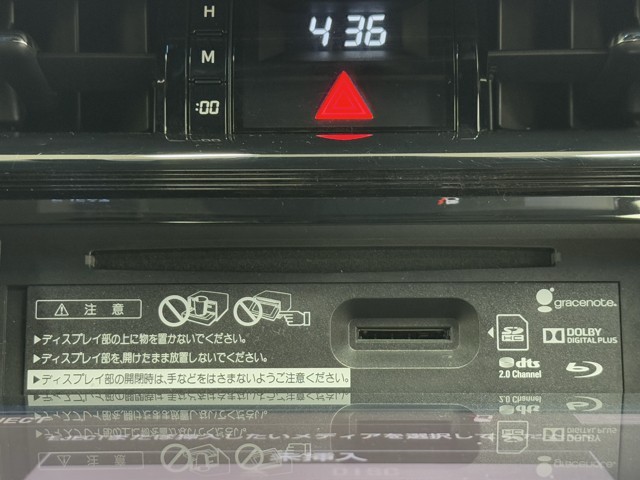 H
4 36
M
:00
⚠ 注意
gracenote.
▶ディスプレイ部の上に物を置かないでください。
▶ディスプレイ部を、開けたまま放置しないでください。
▶ディスプレイ部の開閉時は、手などをはさまないようご注意ください。
SD
HC
DOLBY
DIGITAL PLUS
dts
2.0 Channel
未挿入
DISC